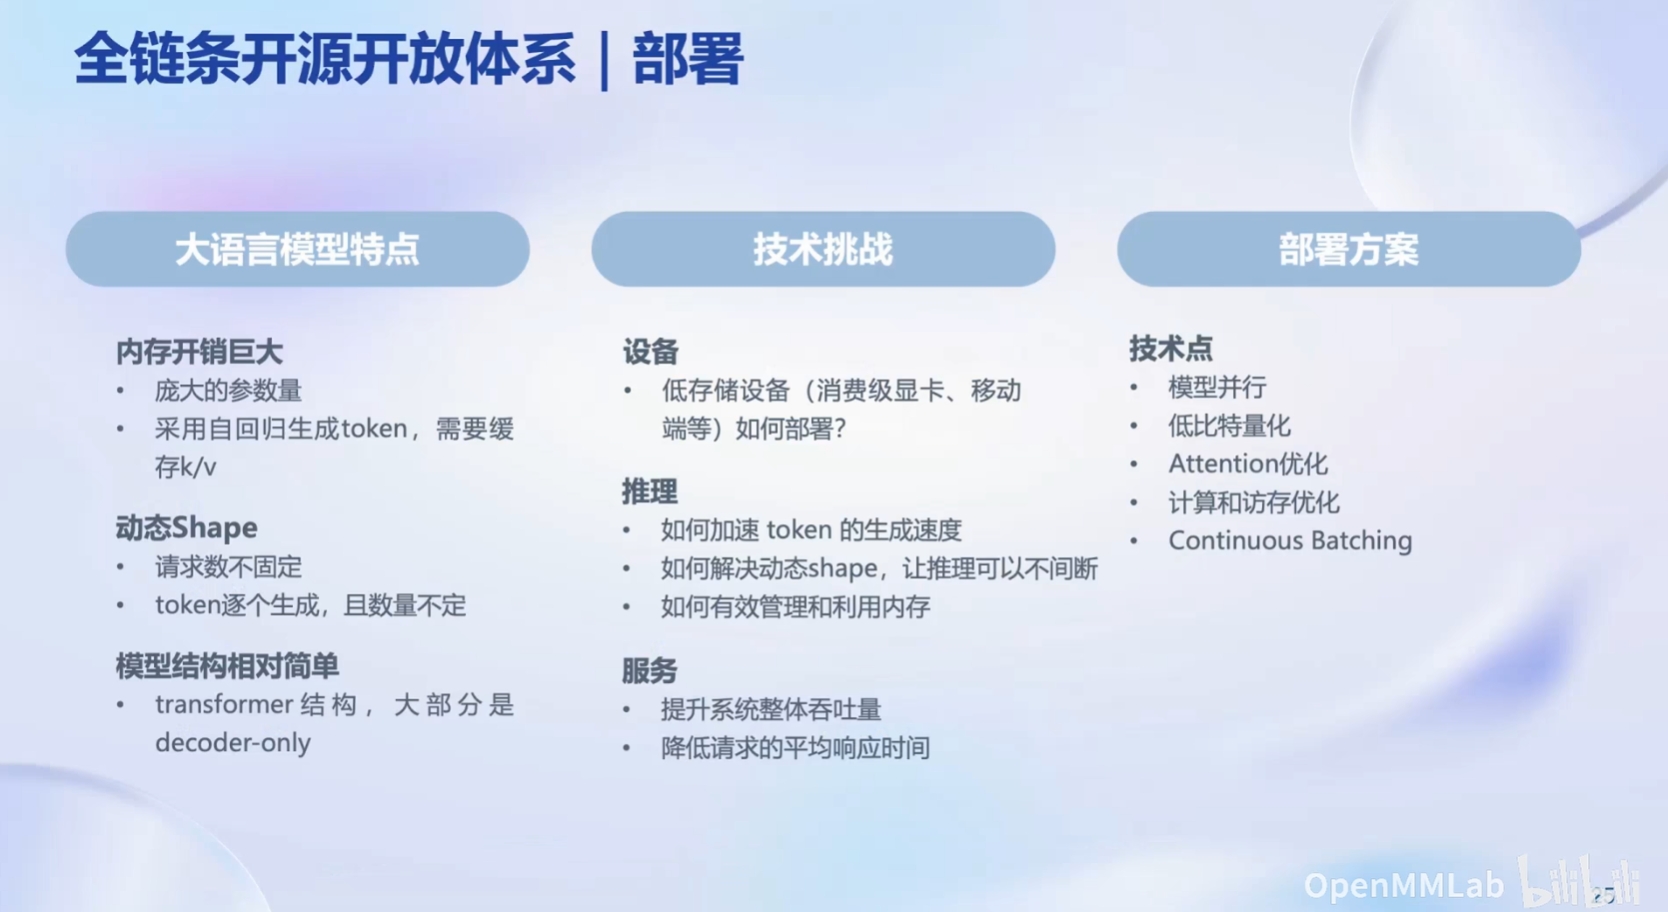 全链条开源开放体系 | 部署
大语言模型特点
内存开销巨大
• 庞大的参数量
• 采用自回归生成token，需要缓
存k/v
动态Shape
• 请求数不固定
• token逐个生成，且数量不定
模型结构相对简单
• transformer结构，大部分是
decoder-only
技术挑战
设备
• 低存储设备（消费级显卡、移动
端等）如何部署？
推理
• 如何加速 token 的生成速度
• 如何解决动态shape，让推理可以不间断
• 如何有效管理和利用内存
服务
• 提升系统整体吞吐量
• 降低请求的平均响应时间
部署方案
技术点
• 模型并行
• 低比特量化
• Attention优化
• 计算和访存优化
• Continuous Batching
OpenMMLab bilibili
25